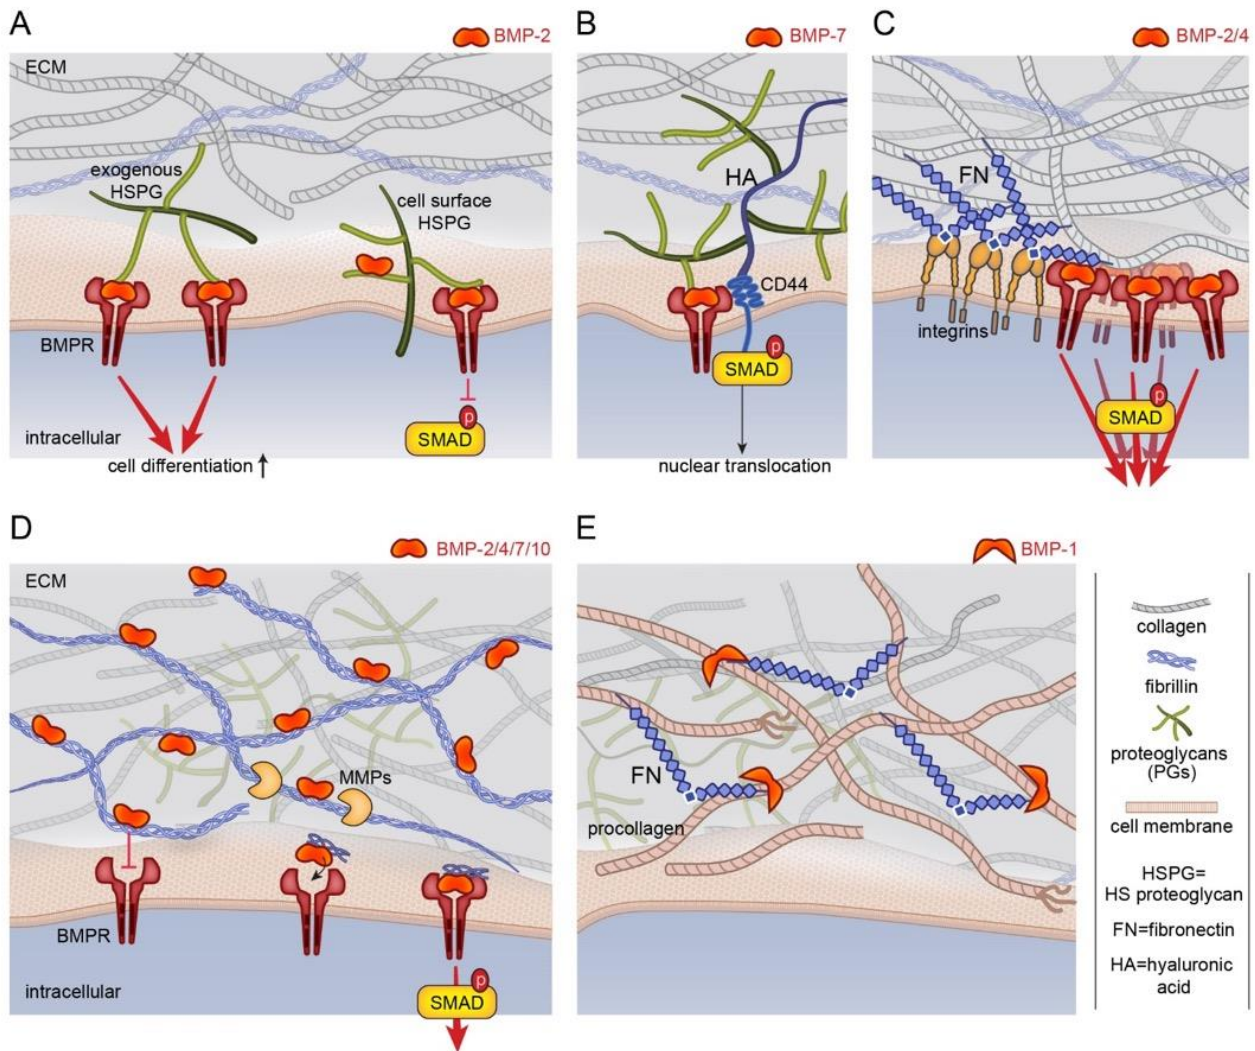 A
BMP-2
ECM
exogenous
HSPG
cell surface
HSPG
BMPR
p
SMAD
intracellular
cell differentiation ↑
B
BMP-7
HA
CD44
p
SMAD
nuclear translocation
C
BMP-2/4
FN
integrins
p
SMAD
D
BMP-2/4/7/10
ECM
MMPs
BMPR
p
SMAD
intracellular
E
BMP-1
FN
procollagen
collagen
fibrillin
proteoglycans
(PGs)
cell membrane
HSPG=
HS proteoglycan
FN=fibronectin
HA=hyaluronic
acid